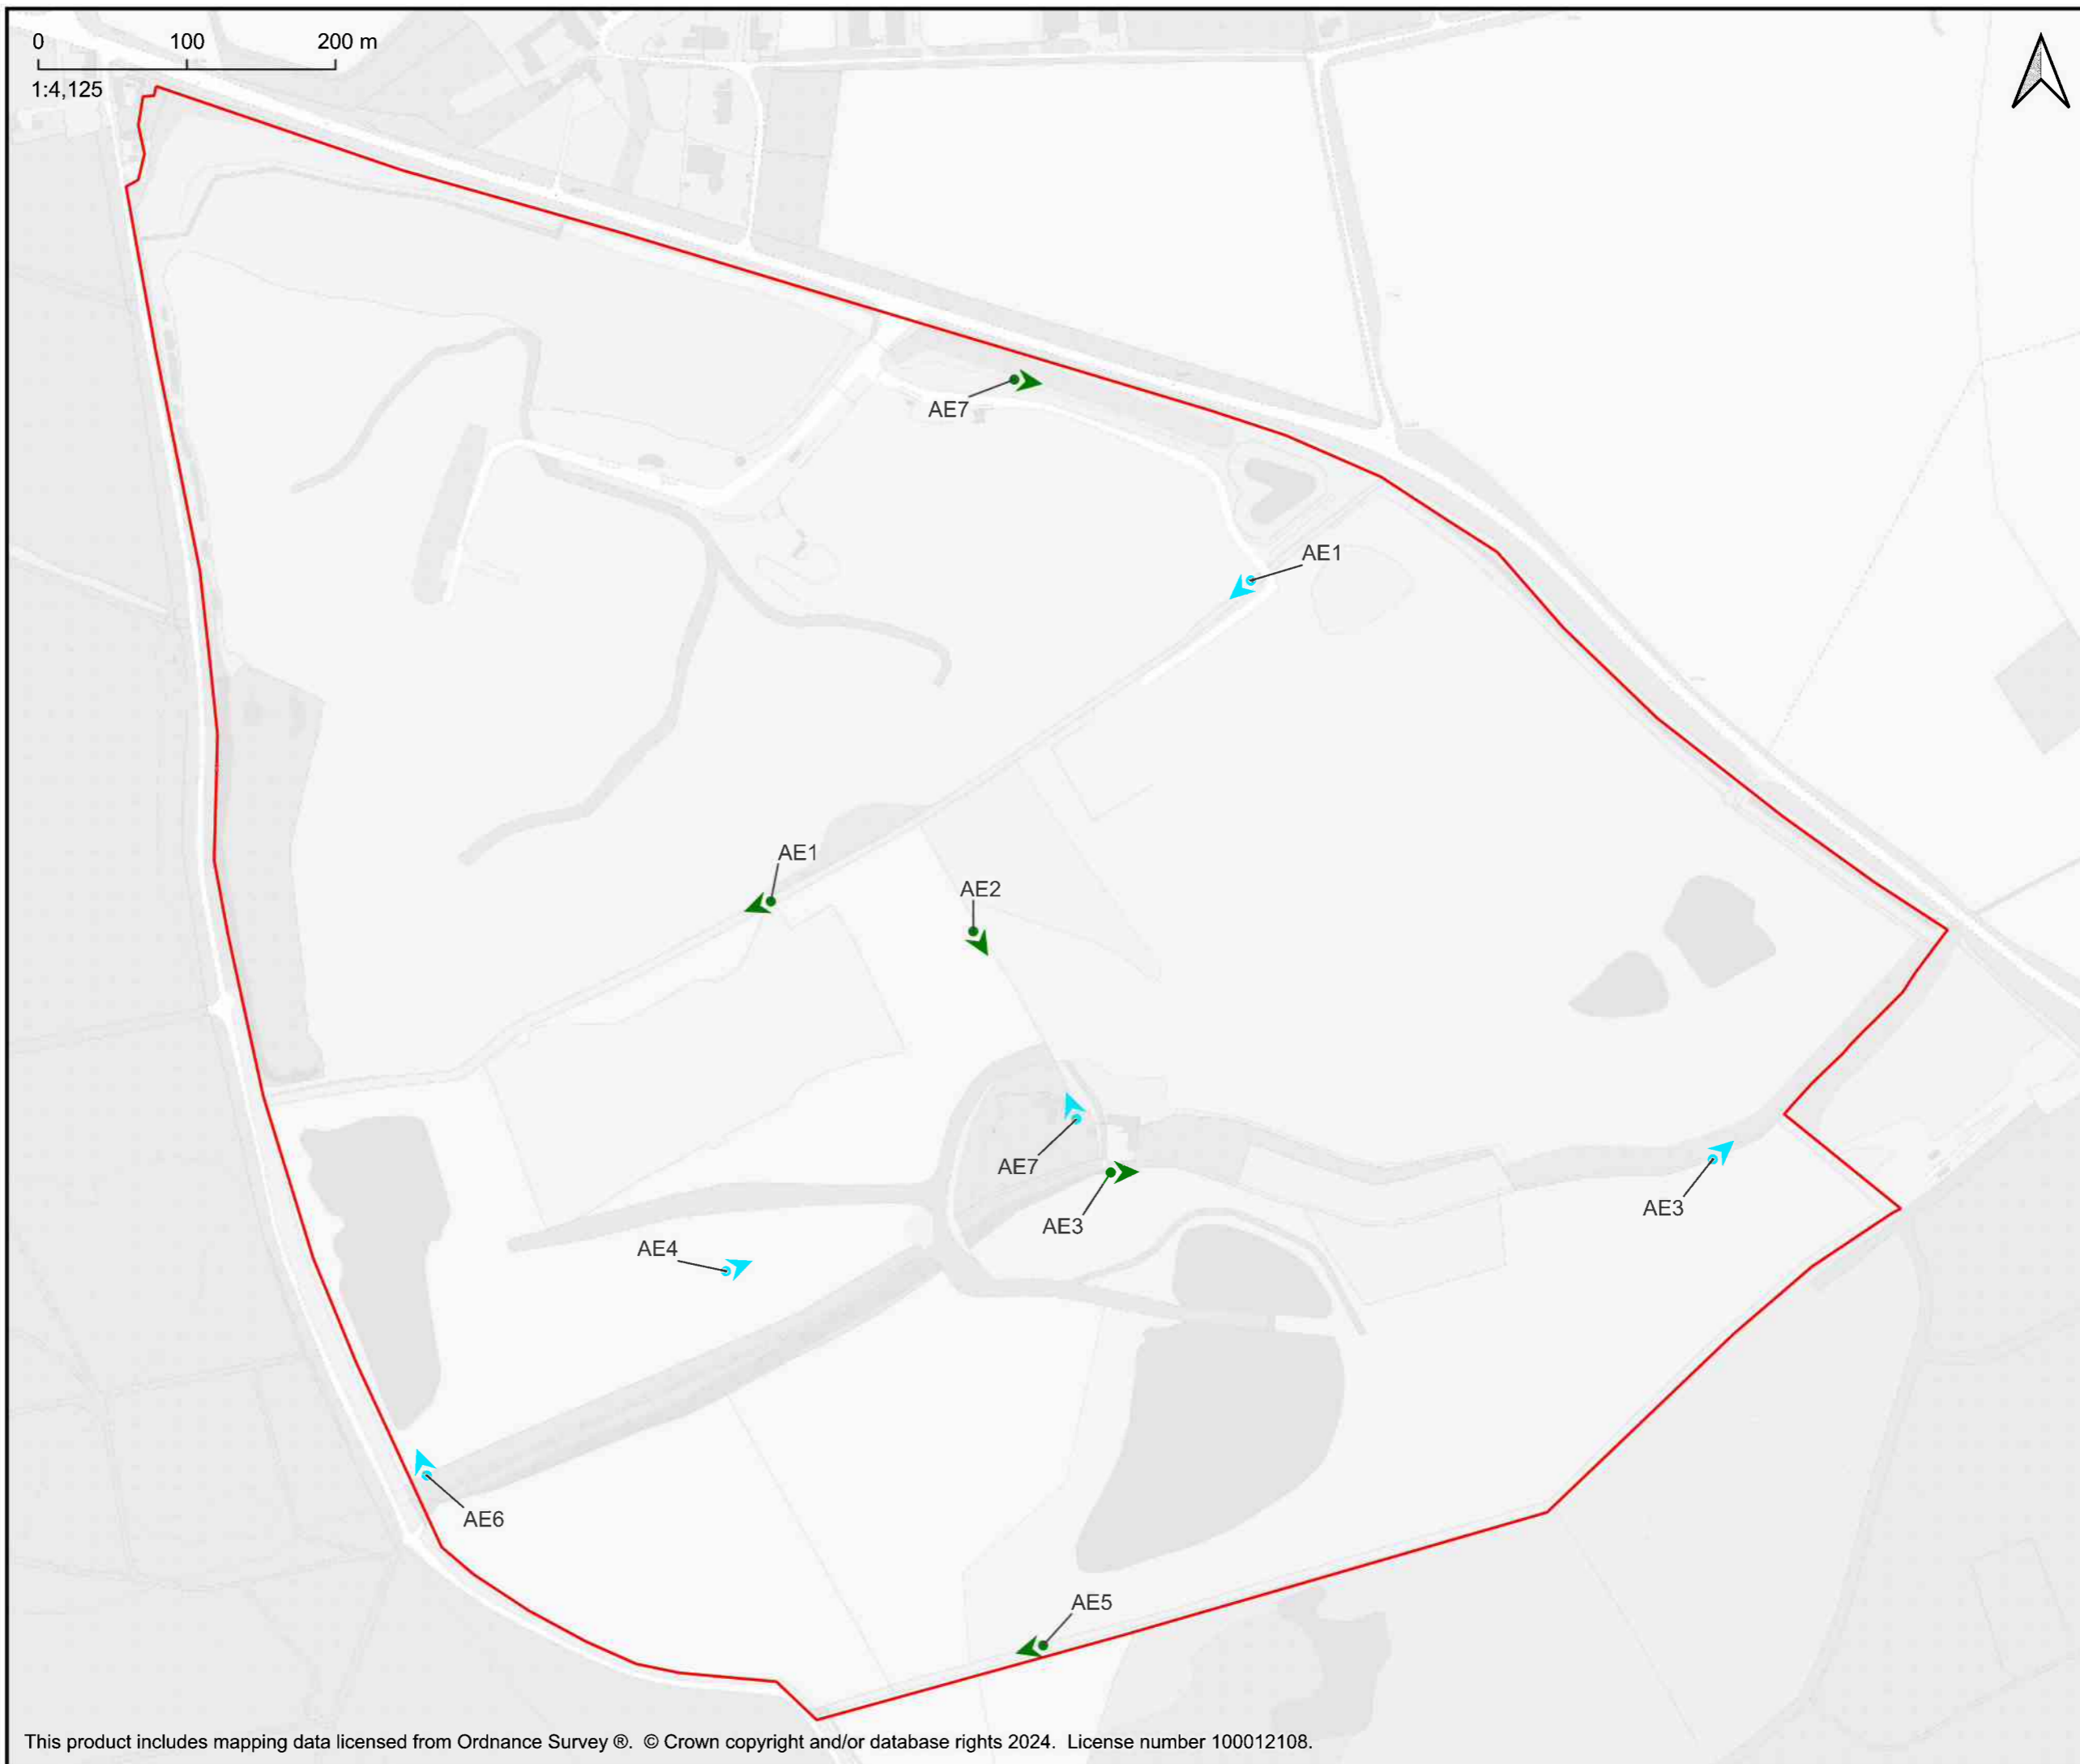 0 100 200 m
1:4,125
AE7
AE1
AE1
AE2
AE7
AE3
AE3
AE4
AE6
AE5
This product includes mapping data licensed from Ordnance Survey ®. © Crown copyright and/or database rights 2024. License number 100012108.